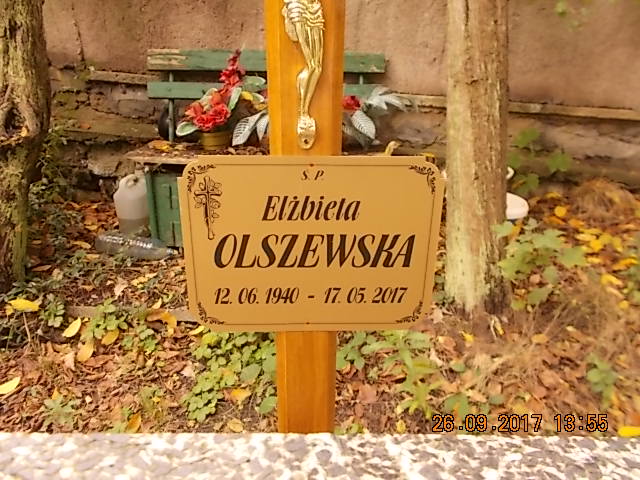 Ś. P.
Elżbieta
OLSZEWSKA
12. 06. 1940 - 17. 05. 2017
26-09-2017 13:55